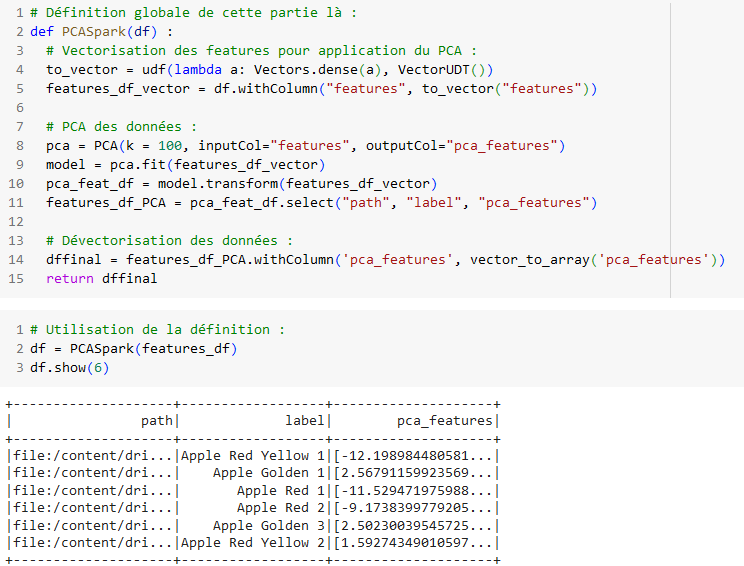 1 # Définition globale de cette partie là :
2 def PCASpark(df) :
3   # Vectorisation des features pour application du PCA :
4   to_vector = udf(lambda a: Vectors.dense(a), VectorUDT())
5   features_df_vector = df.withColumn("features", to_vector("features"))
6
7   # PCA des données :
8   pca = PCA(k = 100, inputCol="features", outputCol="pca_features")
9   model = pca.fit(features_df_vector)
10   pca_feat_df = model.transform(features_df_vector)
11   features_df_PCA = pca_feat_df.select("path", "label", "pca_features")
12
13   # Dévectorisation des données :
14   dffinal = features_df_PCA.withColumn('pca_features', vector_to_array('pca_features'))
15   return dffinal
1 # Utilisation de la définition :
2 df = PCASpark(features_df)
3 df.show(6)
+--------------------+------------------+--------------------+
|                path|             label|        pca_features|
+--------------------+------------------+--------------------+
|file:/content/dri...|Apple Red Yellow 1|[-12.198984480581...|
|file:/content/dri...|    Apple Golden 1|[2.56791159923569...|
|file:/content/dri...|       Apple Red 1|[-11.529471975988...|
|file:/content/dri...|       Apple Red 2|[-9.1738399779205...|
|file:/content/dri...|    Apple Golden 3|[2.50230039545725...|
|file:/content/dri...|Apple Red Yellow 2|[1.59274349010597...|
+--------------------+------------------+--------------------+